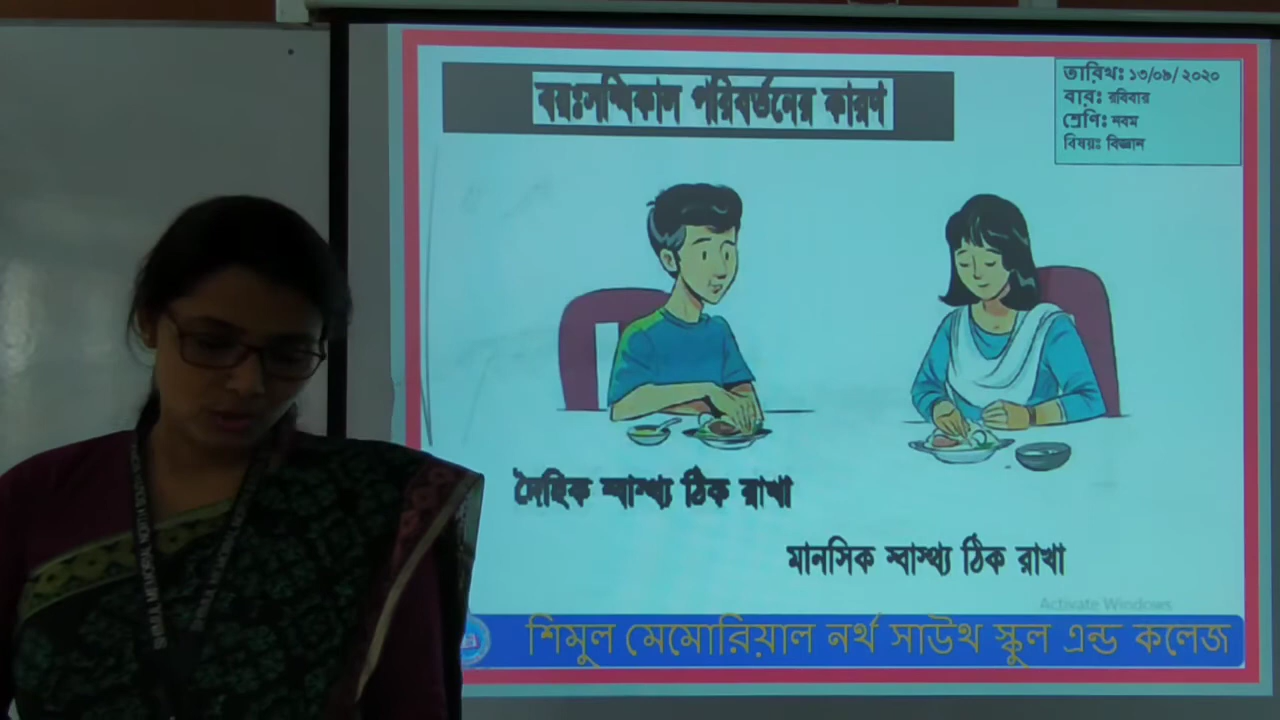 বয়ঃসন্ধিকাল পরিবর্তনের কারণ
তারিখঃ ১৩/০৯/২০২০
বারঃ রবিবার
শ্রেণিঃ নবম
বিষয়ঃ বিজ্ঞান
দৈহিক স্বাস্থ্য ঠিক রাখা
মানসিক স্বাস্থ্য ঠিক রাখা
Activate Windows
শিমুল মেমোরিয়াল নর্থ সাউথ স্কুল এন্ড কলেজ